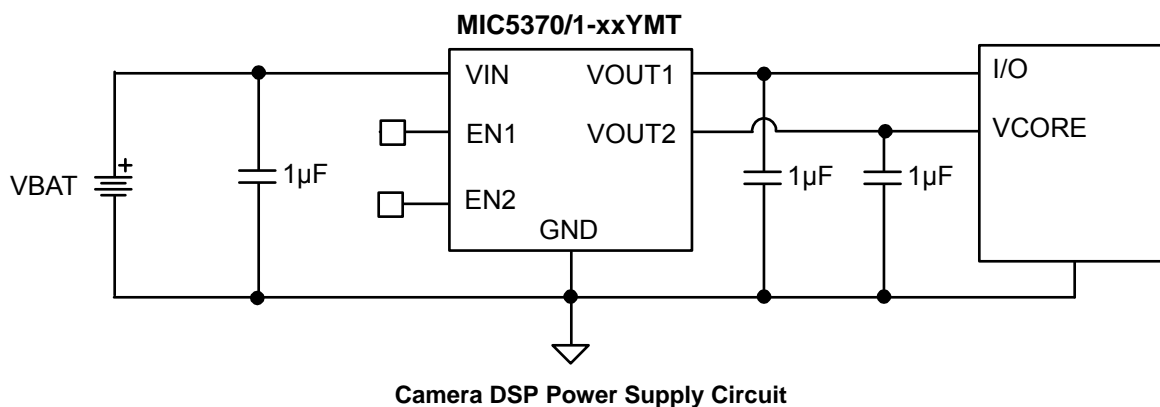 MIC5370/1-xxYMT
VIN
VOUT1
I/O
EN1
VOUT2
VCORE
+
VBAT
1µF
1µF
1µF
EN2
GND
Camera DSP Power Supply Circuit